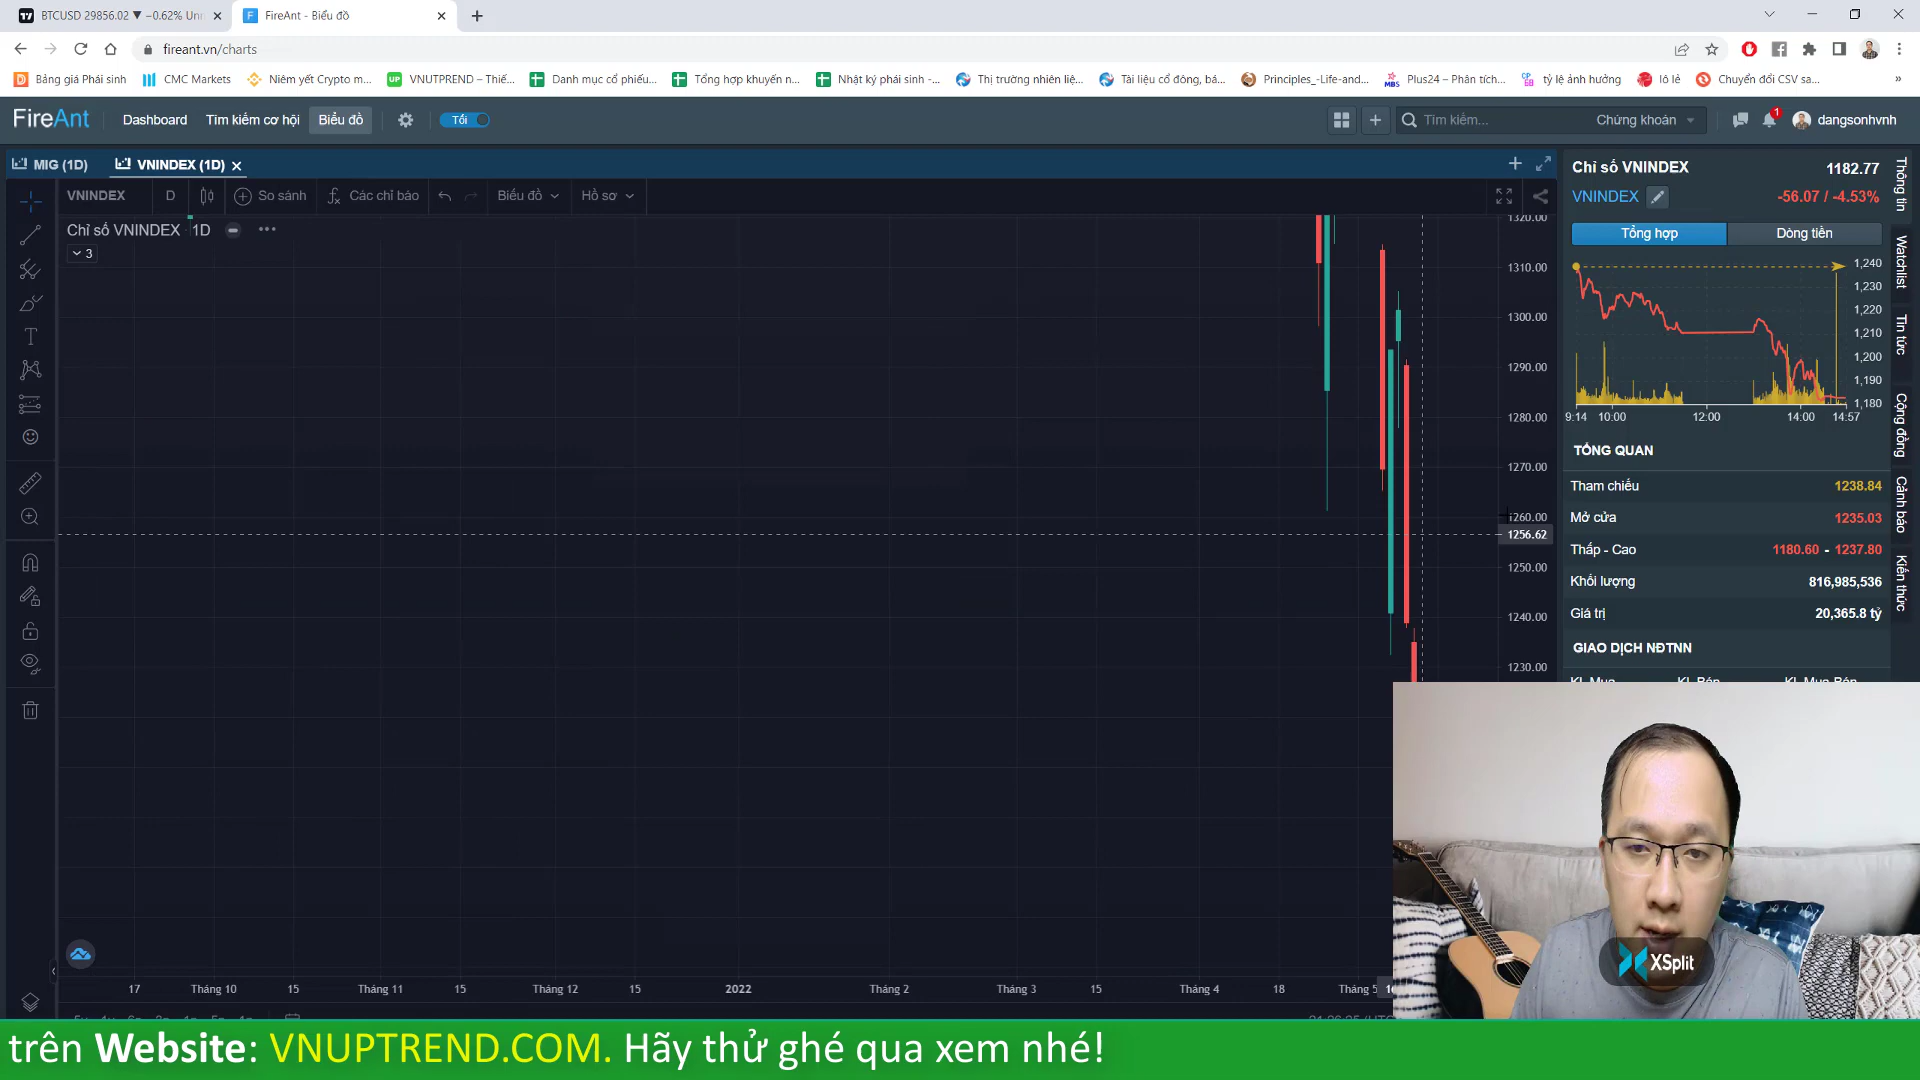 BTCUSD 29856.02 ▼ −0.62% Unn
FireAnt - Biểu đồ
fireant.vn/charts
Bảng giá Phái sinh
CMC Markets
Niêm yết Crypto m...
VNUTPREND – Thiế...
Danh mục cổ phiếu...
Tổng hợp khuyến n...
Nhật ký phái sinh -...
Thị trường nhiên liệ...
Tài liệu cổ đông, bá...
Principles_-Life-and...
Plus24 – Phân tích...
tỷ lệ ảnh hưởng
lô lẻ
Chuyển đổi CSV sa...
»
FireAnt
Dashboard
Tìm kiếm cơ hội
Biểu đồ
Tối
Tìm kiếm...
Chứng khoán
1
dangsonhvnh
MIG (1D)
VNINDEX (1D)
VNINDEX
D
So sánh
Các chỉ báo
Biểu đồ
Hồ sơ
Chỉ số VNINDEX · 1D
3
1320.00
1310.00
1300.00
1290.00
1280.00
1270.00
1260.00
1256.62
1250.00
1240.00
1230.00
17
Tháng 10
15
Tháng 11
15
Tháng 12
15
2022
Tháng 2
Tháng 3
15
Tháng 4
18
Tháng 5
Chỉ số VNINDEX
1182.77
VNINDEX
-56.07 / -4.53%
Tổng hợp
Dòng tiền
1,240
1,230
1,220
1,210
1,200
1,190
1,180
9:14
10:00
12:00
14:00
14:57
TỔNG QUAN
Tham chiếu 1238.84
Mở cửa 1235.03
Thấp - Cao 1180.60 - 1237.80
Khối lượng 816,985,536
Giá trị 20,365.8 tỷ
GIAO DỊCH NĐTNN
KL Mua KL Bán KL Mua-Bán
Thông tin
Watchlist
Tin tức
Cộng đồng
Cảnh báo
Kiến thức
XSplit
trên Website: VNUPTREND.COM. Hãy thử ghé qua xem nhé!